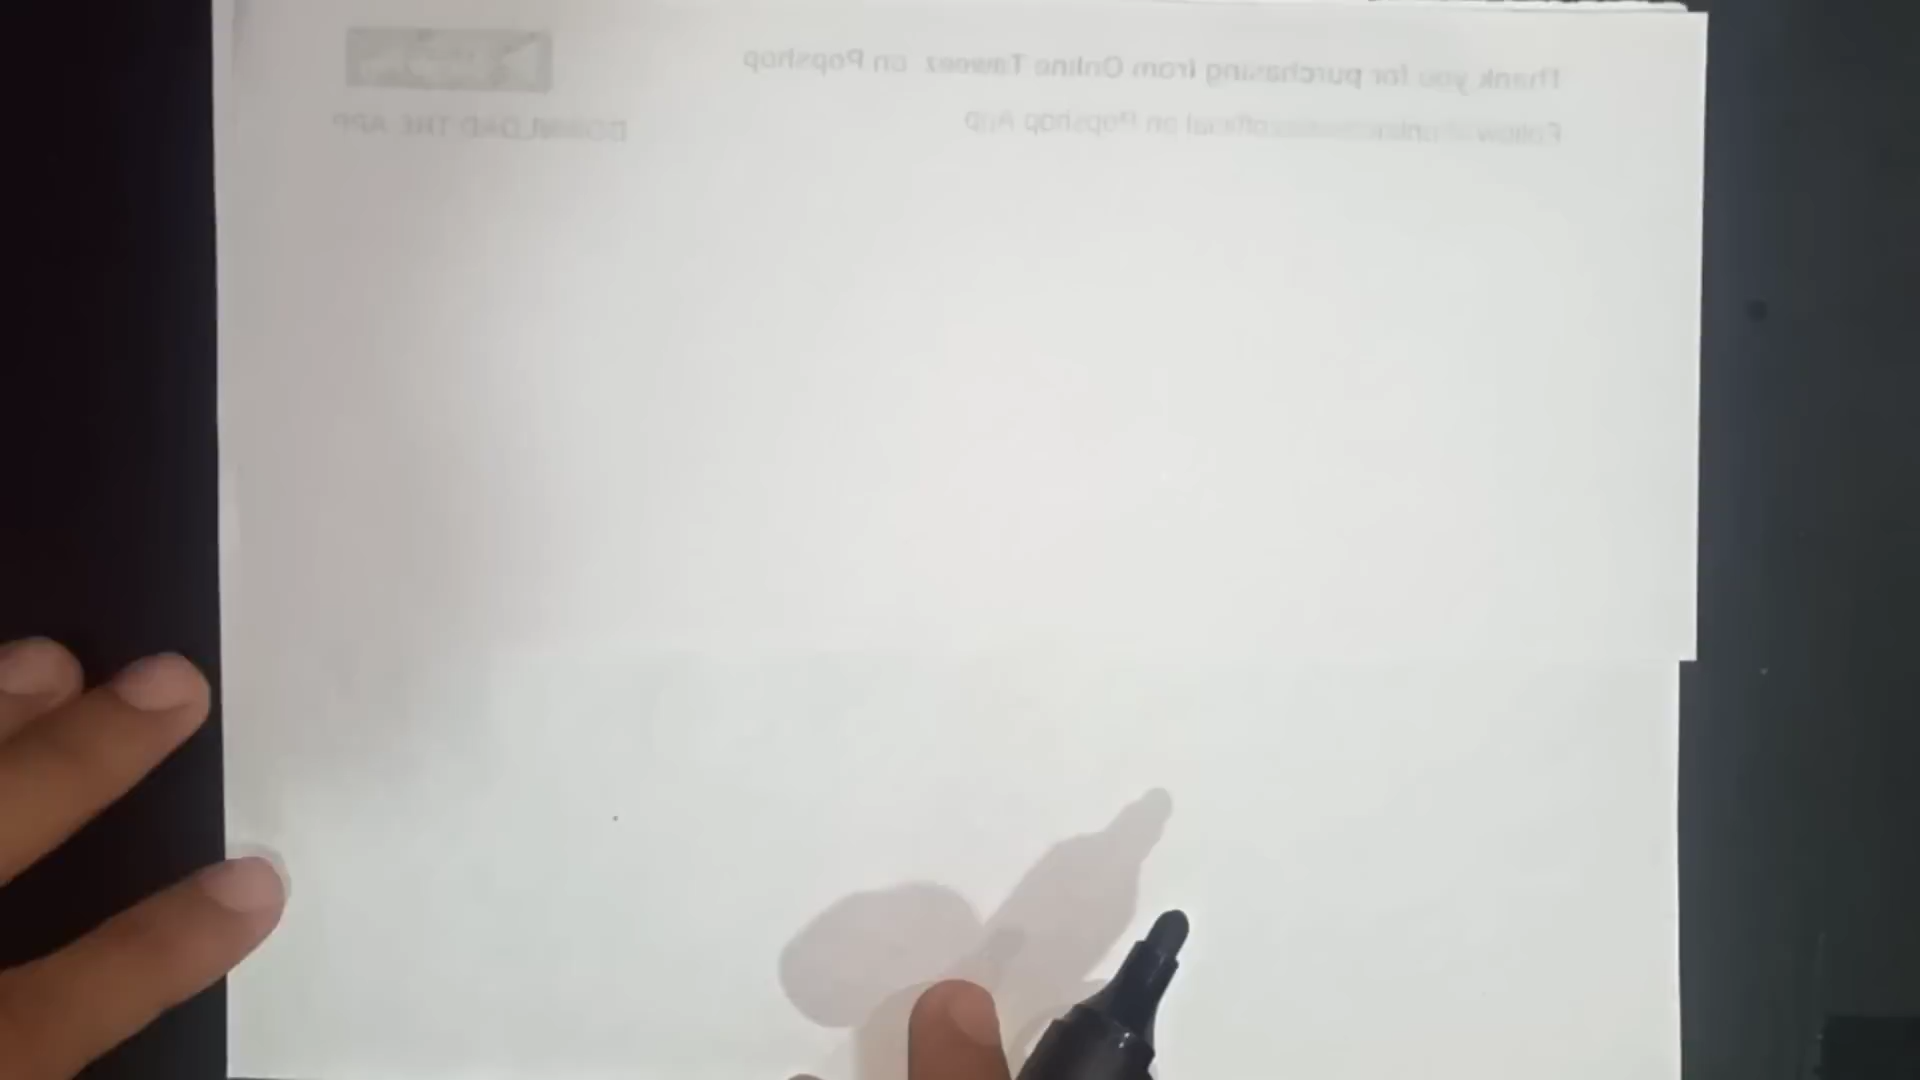 Thank you for purchasing from Online Taweez on Popshop
Follow official on Popshop App
DOWNLOAD THE APP